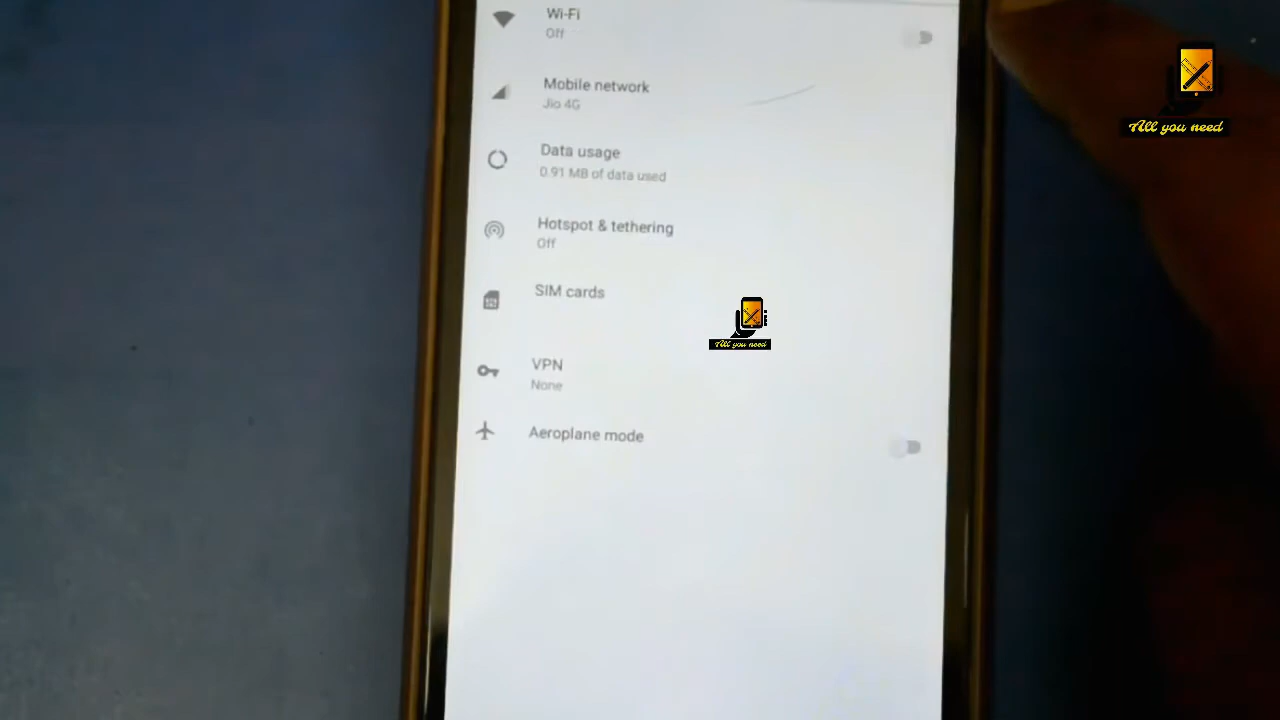 Wi-Fi
Off
Mobile network
Jio 4G
Data usage
0.91 MB of data used
Hotspot & tethering
Off
SIM cards
VPN
None
Aeroplane mode
All you need
All you need